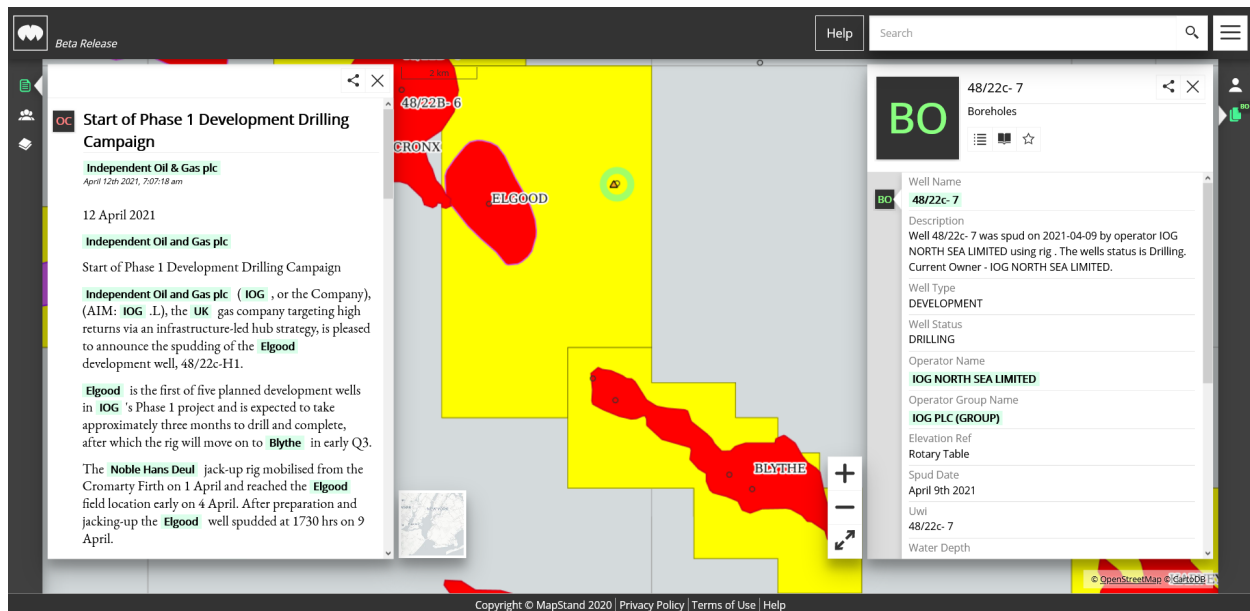 Beta Release
Help
Search
OC
Start of Phase 1 Development Drilling
Campaign
Independent Oil & Gas plc
April 12th 2021, 7:07:18 am
12 April 2021
Independent Oil and Gas plc
Start of Phase 1 Development Drilling Campaign
Independent Oil and Gas plc ( IOG , or the Company),
(AIM: IOG .L), the UK gas company targeting high
returns via an infrastructure-led hub strategy, is pleased
to announce the spudding of the Elgood
development well, 48/22c-H1.
Elgood is the first of five planned development wells
in IOG 's Phase 1 project and is expected to take
approximately three months to drill and complete,
after which the rig will move on to Blythe in early Q3.
The Noble Hans Deul jack-up rig mobilised from the
Cromarty Firth on 1 April and reached the Elgood
field location early on 4 April. After preparation and
jacking-up the Elgood well spudded at 1730 hrs on 9
April.
2 km
48/22B- 6
CRONX
ELGOOD
BLYTHE
BO
48/22c- 7
Boreholes
BO
BO
Well Name
48/22c- 7
Description
Well 48/22c- 7 was spud on 2021-04-09 by operator IOG
NORTH SEA LIMITED using rig . The wells status is Drilling.
Current Owner - IOG NORTH SEA LIMITED.
Well Type
DEVELOPMENT
Well Status
DRILLING
Operator Name
IOG NORTH SEA LIMITED
Operator Group Name
IOG PLC (GROUP)
Elevation Ref
Rotary Table
Spud Date
April 9th 2021
Uwi
48/22c- 7
Water Depth
© OpenStreetMap © CartoDB
Copyright © MapStand 2020 | Privacy Policy | Terms of Use | Help